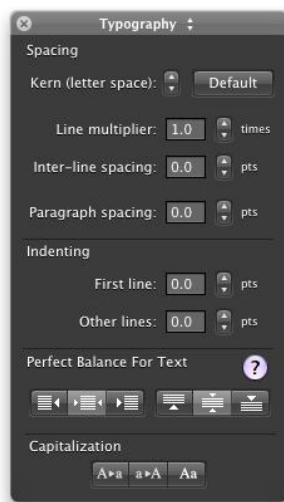 Typography
Spacing
Kern (letter space): Default
Line multiplier: 1.0 times
Inter-line spacing: 0.0 pts
Paragraph spacing: 0.0 pts
Indenting
First line: 0.0 pts
Other lines: 0.0 pts
Perfect Balance For Text ?
Capitalization
A▸a a▸A Aa